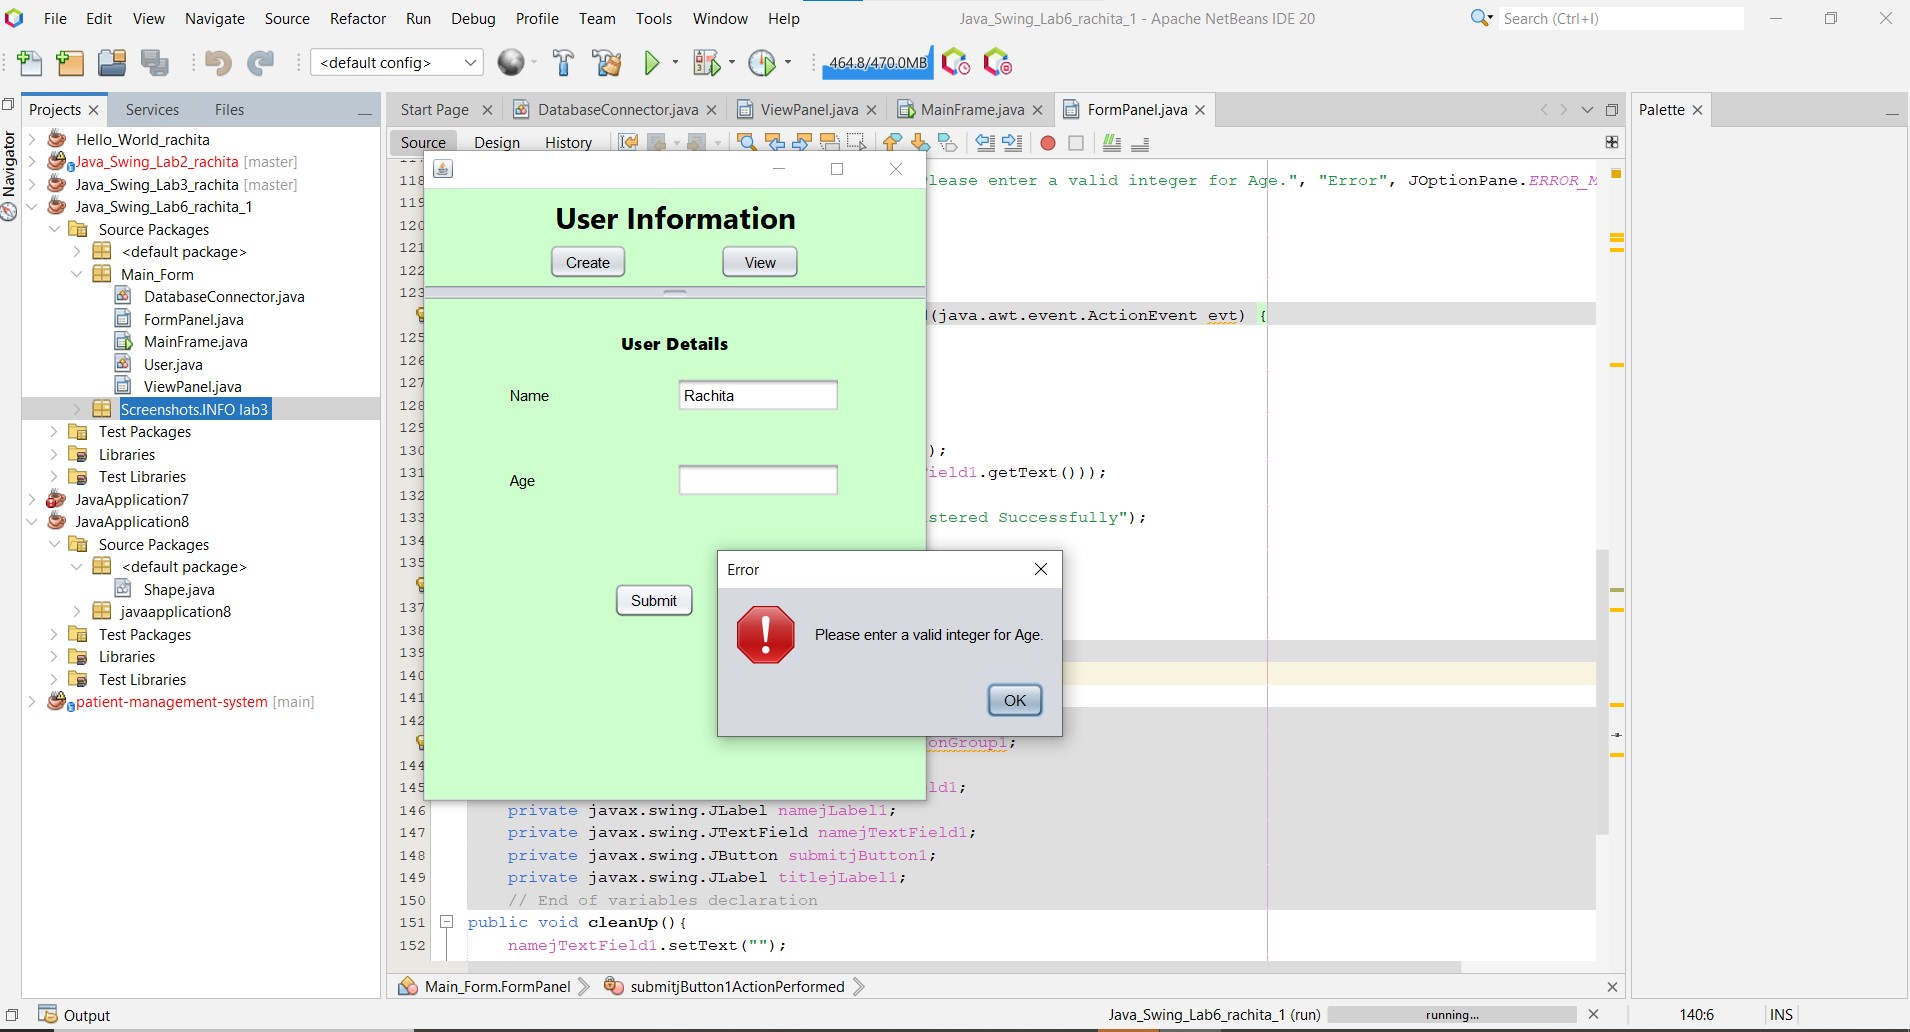 File Edit View Navigate Source Refactor Run Debug Profile Team Tools Window Help
Java_Swing_Lab6_rachita_1 - Apache NetBeans IDE 20
Search (Ctrl+I)
<default config>
464.8/470.0MB
Projects
Services
Files
Start Page
DatabaseConnector.java
ViewPanel.java
MainFrame.java
FormPanel.java
Palette
Navigator
Source
Design
History
Hello_World_rachita
Java_Swing_Lab2_rachita [master]
Java_Swing_Lab3_rachita [master]
Java_Swing_Lab6_rachita_1
Source Packages
<default package>
Main_Form
DatabaseConnector.java
FormPanel.java
MainFrame.java
User.java
ViewPanel.java
Screenshots.INFO lab3
Test Packages
Libraries
Test Libraries
JavaApplication7
JavaApplication8
Source Packages
<default package>
Shape.java
javaapplication8
Test Packages
Libraries
Test Libraries
patient-management-system [main]
User Information
Create
View
User Details
Name
Rachita
Age
Submit
Error
Please enter a valid integer for Age.
OK
118 lease enter a valid integer for Age.", "Error", JOptionPane.ERROR_M
119
120
121
122
123
(java.awt.event.ActionEvent evt) {
125
126
127
128
129
130 );
131 ield1.getText()));
132
133 stered Successfully");
134
135
137
138
139
140
141
142
onGroup1;
144
145 ld1;
146 private javax.swing.JLabel namejLabel1;
147 private javax.swing.JTextField namejTextField1;
148 private javax.swing.JButton submitjButton1;
149 private javax.swing.JLabel titlejLabel1;
150 // End of variables declaration
151 public void cleanUp(){
152 namejTextField1.setText("");
Main_Form.FormPanel
submitjButton1ActionPerformed
Output
Java_Swing_Lab6_rachita_1 (run)
running...
140:6
INS